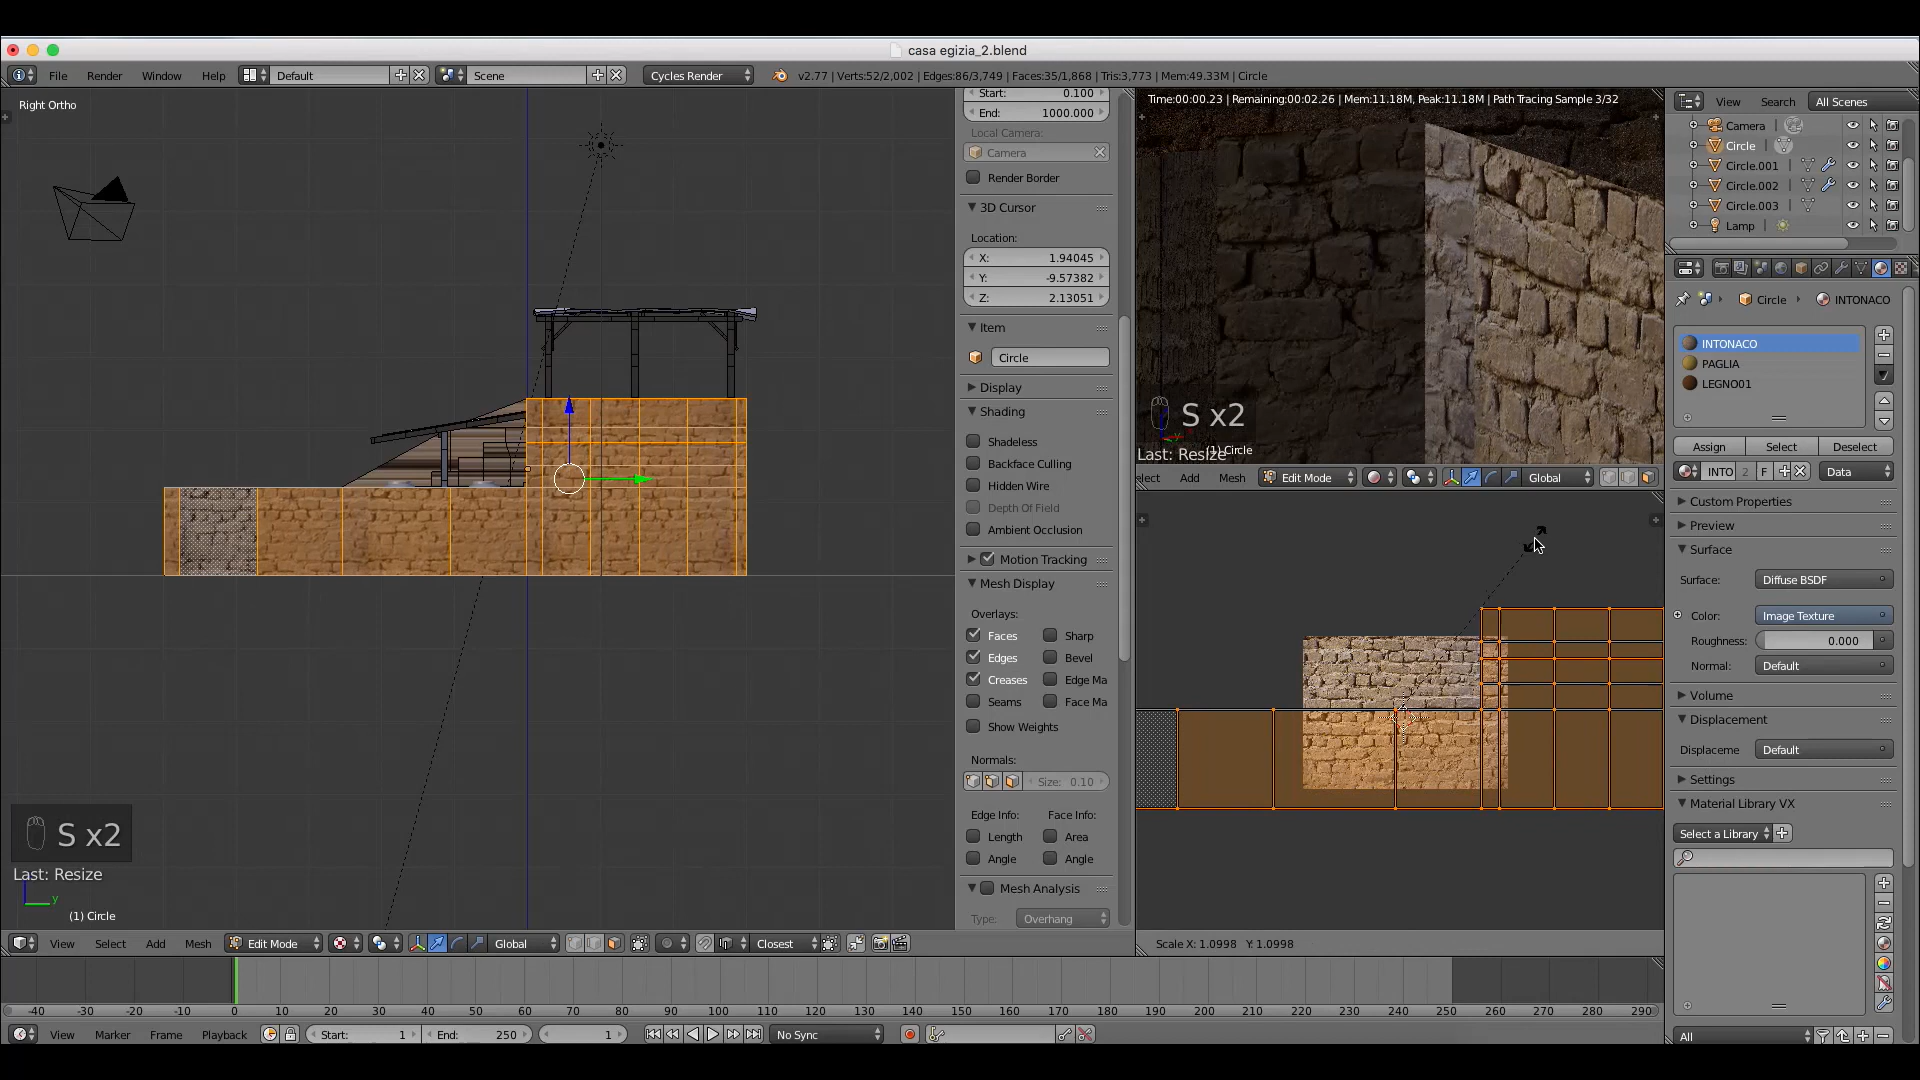 casa egizia_2.blend
File Render Window Help Default Scene Cycles Render v2.77 | Verts:52/2,002 | Edges:86/3,749 | Faces:35/1,868 | Tris:3,773 | Mem:49.33M | Circle
Right Ortho
S x2
Last: Resize
y
(1) Circle
View Select Add Mesh Edit Mode Global Closest
Start: 0.100
End: 1000.000
Local Camera:
Camera
Render Border
3D Cursor
Location:
X: 1.94045
Y: -9.57382
Z: 2.13051
Item
Circle
Display
Shading
Shadeless
Backface Culling
Hidden Wire
Depth Of Field
Ambient Occlusion
Motion Tracking
Mesh Display
Overlays:
Faces Sharp
Edges Bevel
Creases Edge Ma
Seams Face Ma
Show Weights
Normals:
Size: 0.10
Edge Info: Face Info:
Length Area
Angle Angle
Mesh Analysis
Type: Overhang
Time:00:00.23 | Remaining:00:02.26 | Mem:11.18M, Peak:11.18M | Path Tracing Sample 3/32
S x2
(1) Circle
Last: Resize
elect Add Mesh Edit Mode Global
Scale X: 1.0998 Y: 1.0998
View Search All Scenes
Camera
Circle
Circle.001
Circle.002
Circle.003
Lamp
Circle INTONACO
INTONACO
PAGLIA
LEGNO01
Assign Select Deselect
INTO 2 F Data
Custom Properties
Preview
Surface
Surface: Diffuse BSDF
Color: Image Texture
Roughness: 0.000
Normal: Default
Volume
Displacement
Displaceme Default
Settings
Material Library VX
Select a Library
All
-40 -30 -20 -10 0 10 20 30 40 50 60 70 80 90 100 110 120 130 140 150 160 170 180 190 200 210 220 230 240 250 260 270 280 290
View Marker Frame Playback Start: 1 End: 250 1 No Sync